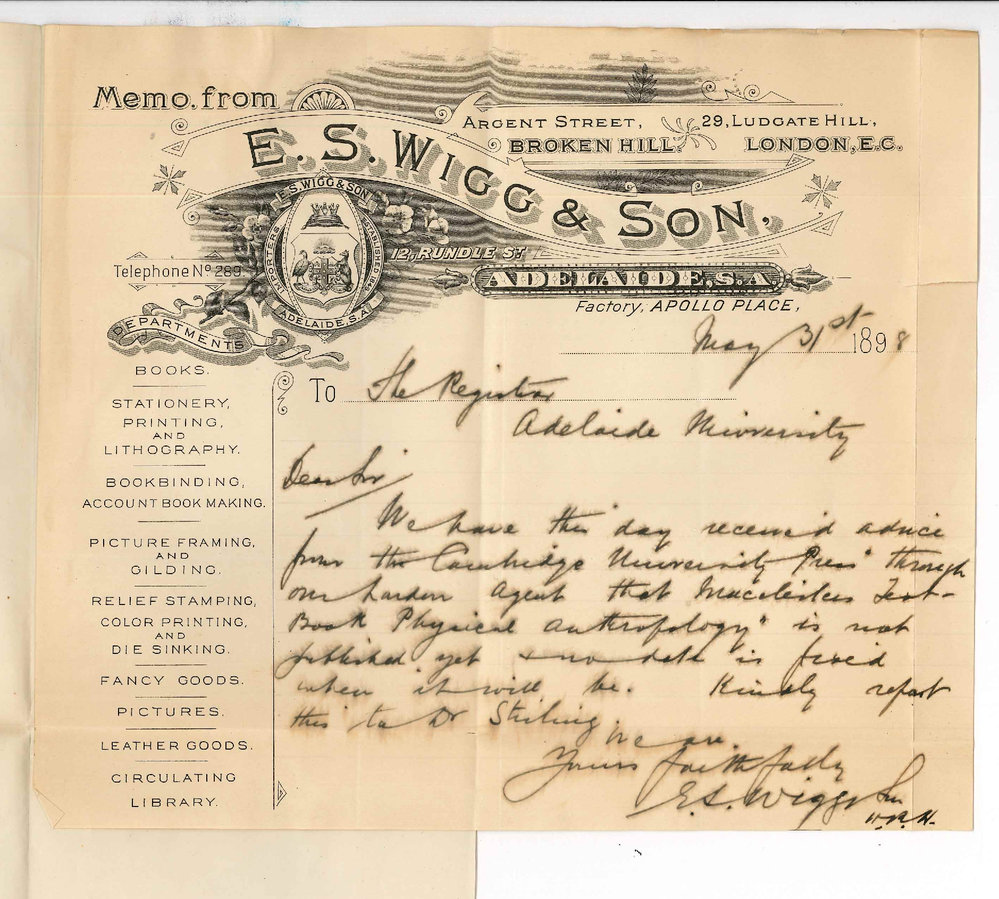 Memo. from
E. S. WIGG & SON,
ARGENT STREET,
BROKEN HILL.
29, LUDGATE HILL,
LONDON, E.C.
E. S. WIGG & SON
IMPORTERS
ESTABLISHED
ADELAIDE, S.A.
12, RUNDLE ST.
ADELAIDE, S.A.
Factory, APOLLO PLACE,
Telephone No 289
DEPARTMENTS
BOOKS.
STATIONERY,
PRINTING,
AND
LITHOGRAPHY.
BOOKBINDING,
ACCOUNT BOOK MAKING.
PICTURE FRAMING,
AND
GILDING.
RELIEF STAMPING,
COLOR PRINTING,
AND
DIE SINKING.
FANCY GOODS.
PICTURES.
LEATHER GOODS.
CIRCULATING
LIBRARY.
May 31st 1898
To The Registrar
Adelaide University
Dear Sir
We have this day received advice
from the Cambridge University Press through
our London Agent that Text-
Book Physical Anthropology" is not
published yet & no date is fixed
when it will be. Kindly report
this to Dr Stirling.
We are
Yours faithfully
E.S. Wigg & Son